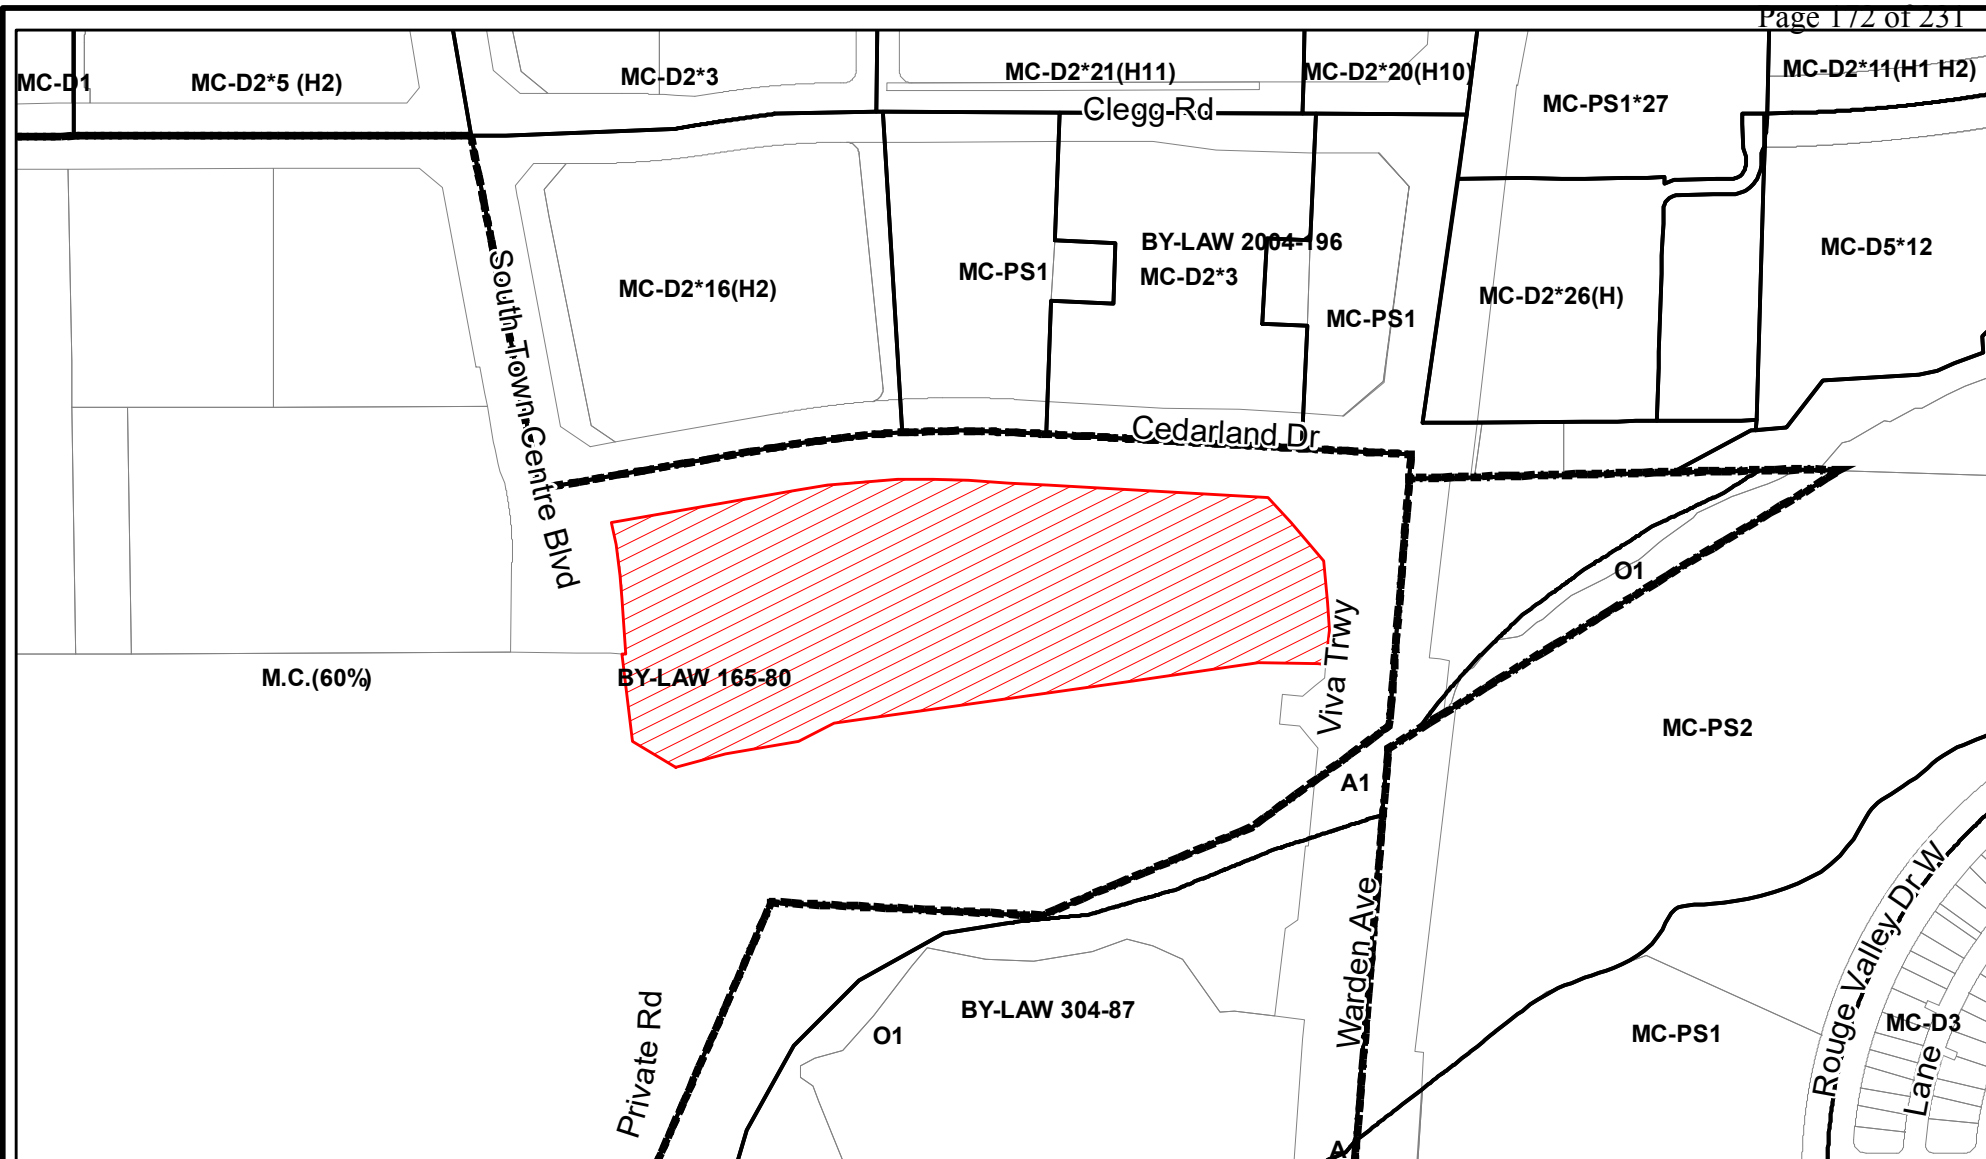 Page 172 of 231
MC-D1
MC-D2*5 (H2)
MC-D2*3
MC-D2*21(H11)
MC-D2*20(H10)
MC-PS1*27
MC-D2*11(H1 H2)
Clegg Rd
South Town Centre Blvd
MC-D2*16(H2)
MC-PS1
BY-LAW 2004-196
MC-D2*3
MC-PS1
MC-D2*26(H)
MC-D5*12
Cedarland Dr
O1
M.C.(60%)
BY-LAW 165-80
Viva Trwy
MC-PS2
A1
Warden Ave
Private Rd
O1
BY-LAW 304-87
MC-PS1
Rouge Valley Dr W
MC-D3
Lane
A